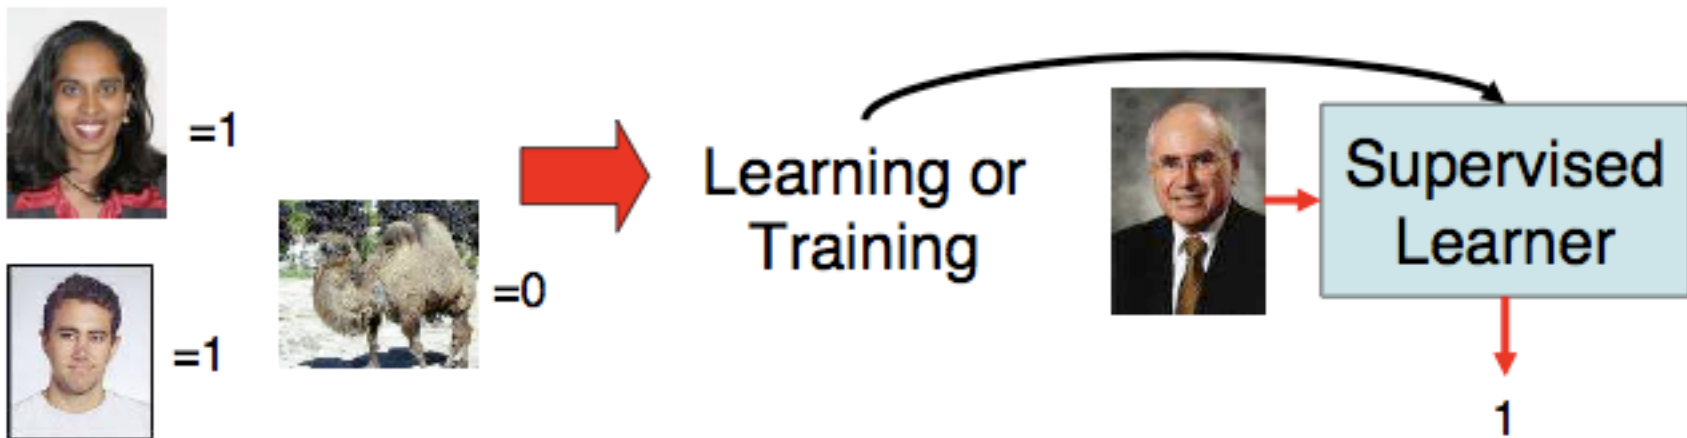 =1
=1
=0
Learning or
Training
Supervised
Learner
1